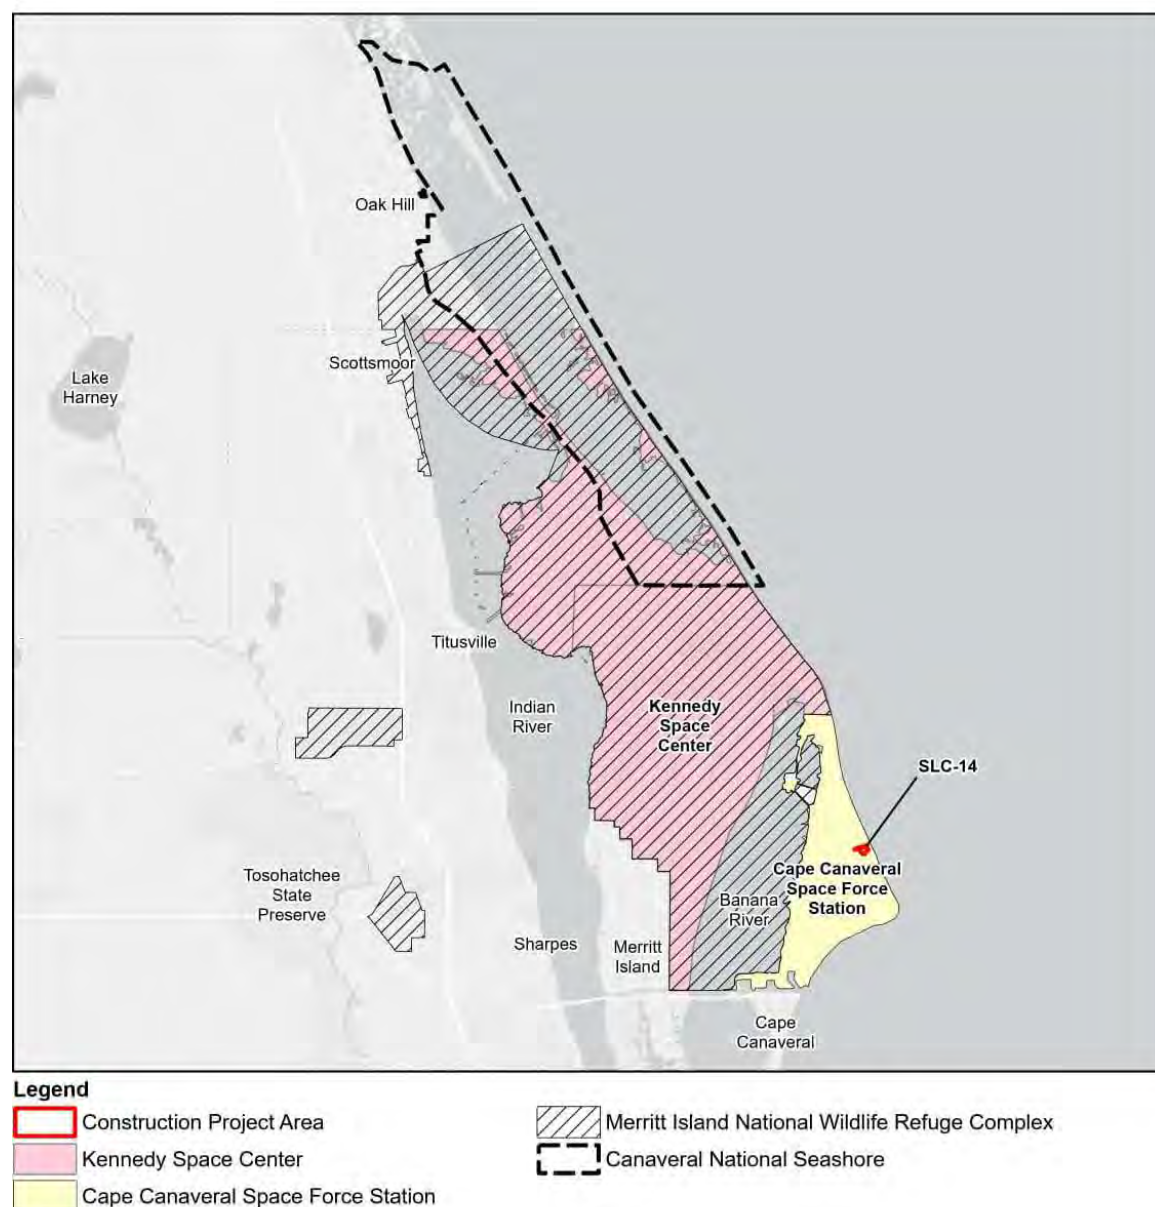 Oak Hill
Scottsmoor
Lake
Harney
Titusville
Indian
River
Kennedy
Space
Center
SLC-14
Cape Canaveral
Space Force
Station
Banana
River
Tosohatchee
State
Preserve
Sharpes
Merritt
Island
Cape
Canaveral
Legend
Construction Project Area
Kennedy Space Center
Cape Canaveral Space Force Station
Merritt Island National Wildlife Refuge Complex
Canaveral National Seashore